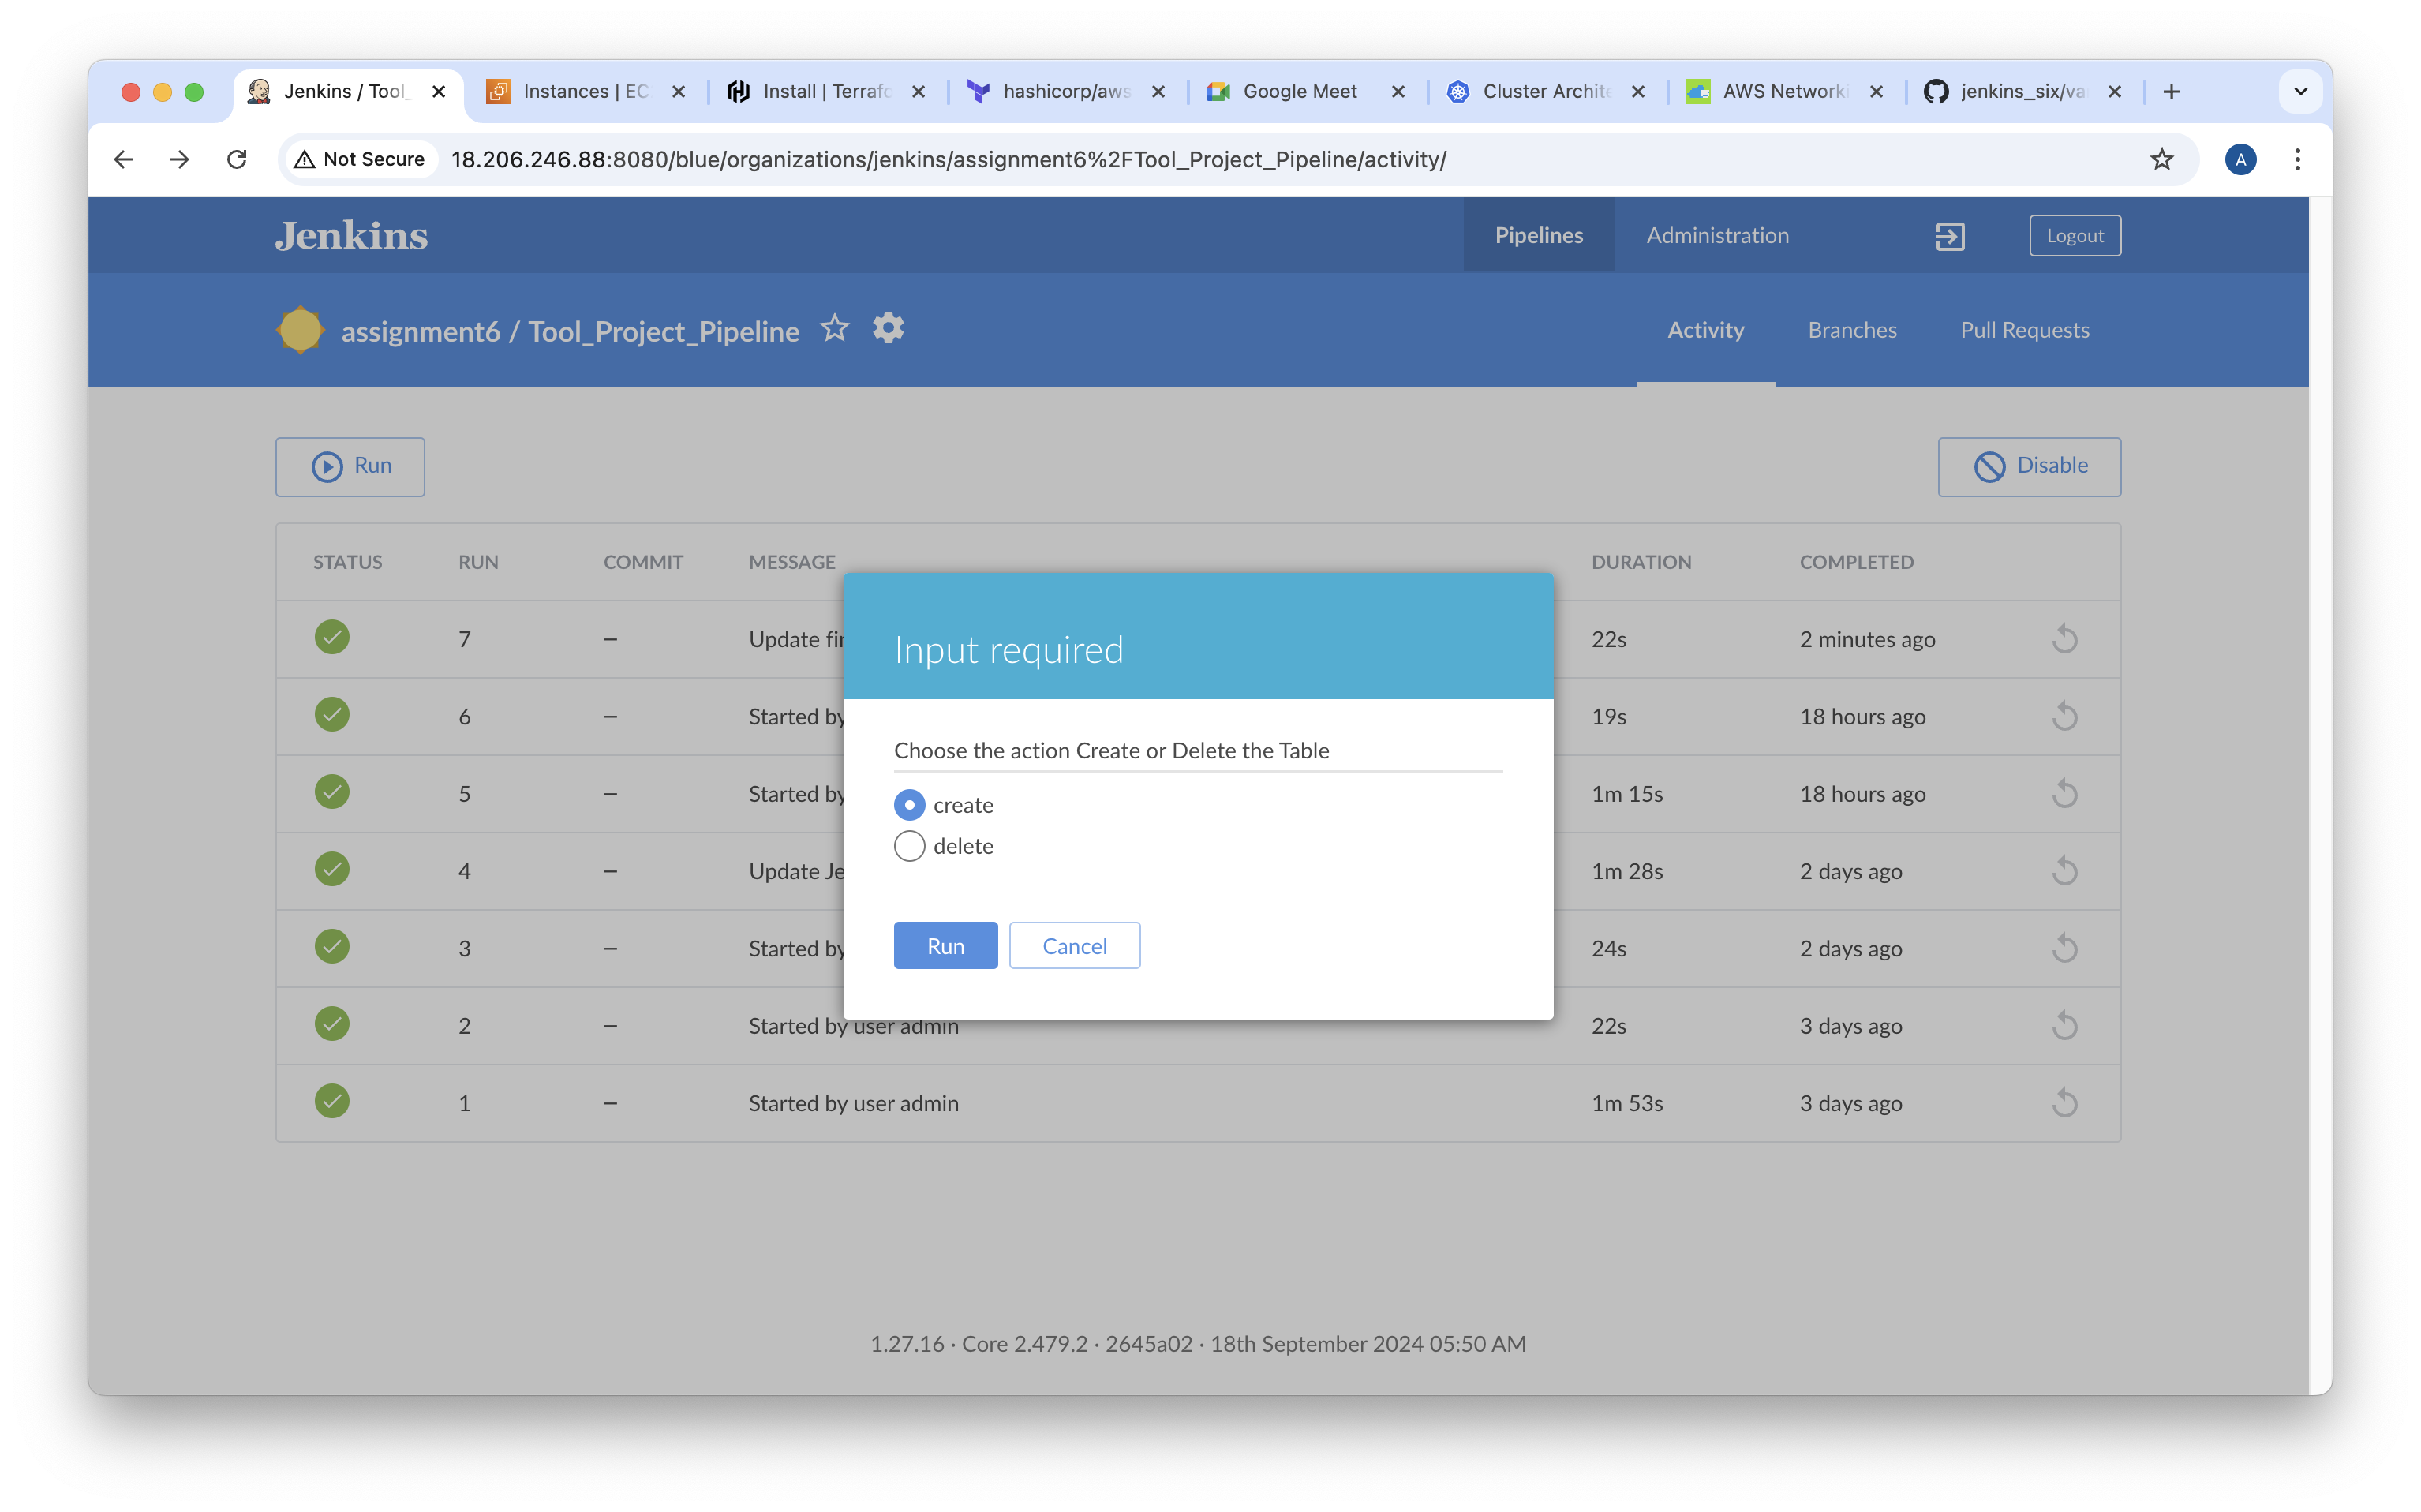 Jenkins / Tool_
Instances | EC
Install | Terrafo
hashicorp/aws
Google Meet
Cluster Archite
AWS Networki
jenkins_six/va
Not Secure
18.206.246.88:8080/blue/organizations/jenkins/assignment6%2FTool_Project_Pipeline/activity/
A
Jenkins
Pipelines
Administration
Logout
assignment6 / Tool_Project_Pipeline
Activity
Branches
Pull Requests
Run
Disable
STATUS RUN COMMIT MESSAGE DURATION COMPLETED
7 – Update fir 22s 2 minutes ago
6 – Started by 19s 18 hours ago
5 – Started by 1m 15s 18 hours ago
4 – Update Je 1m 28s 2 days ago
3 – Started by 24s 2 days ago
2 – Started by user admin 22s 3 days ago
1 – Started by user admin 1m 53s 3 days ago
Input required
Choose the action Create or Delete the Table
create
delete
Run
Cancel
1.27.16 · Core 2.479.2 · 2645a02 · 18th September 2024 05:50 AM